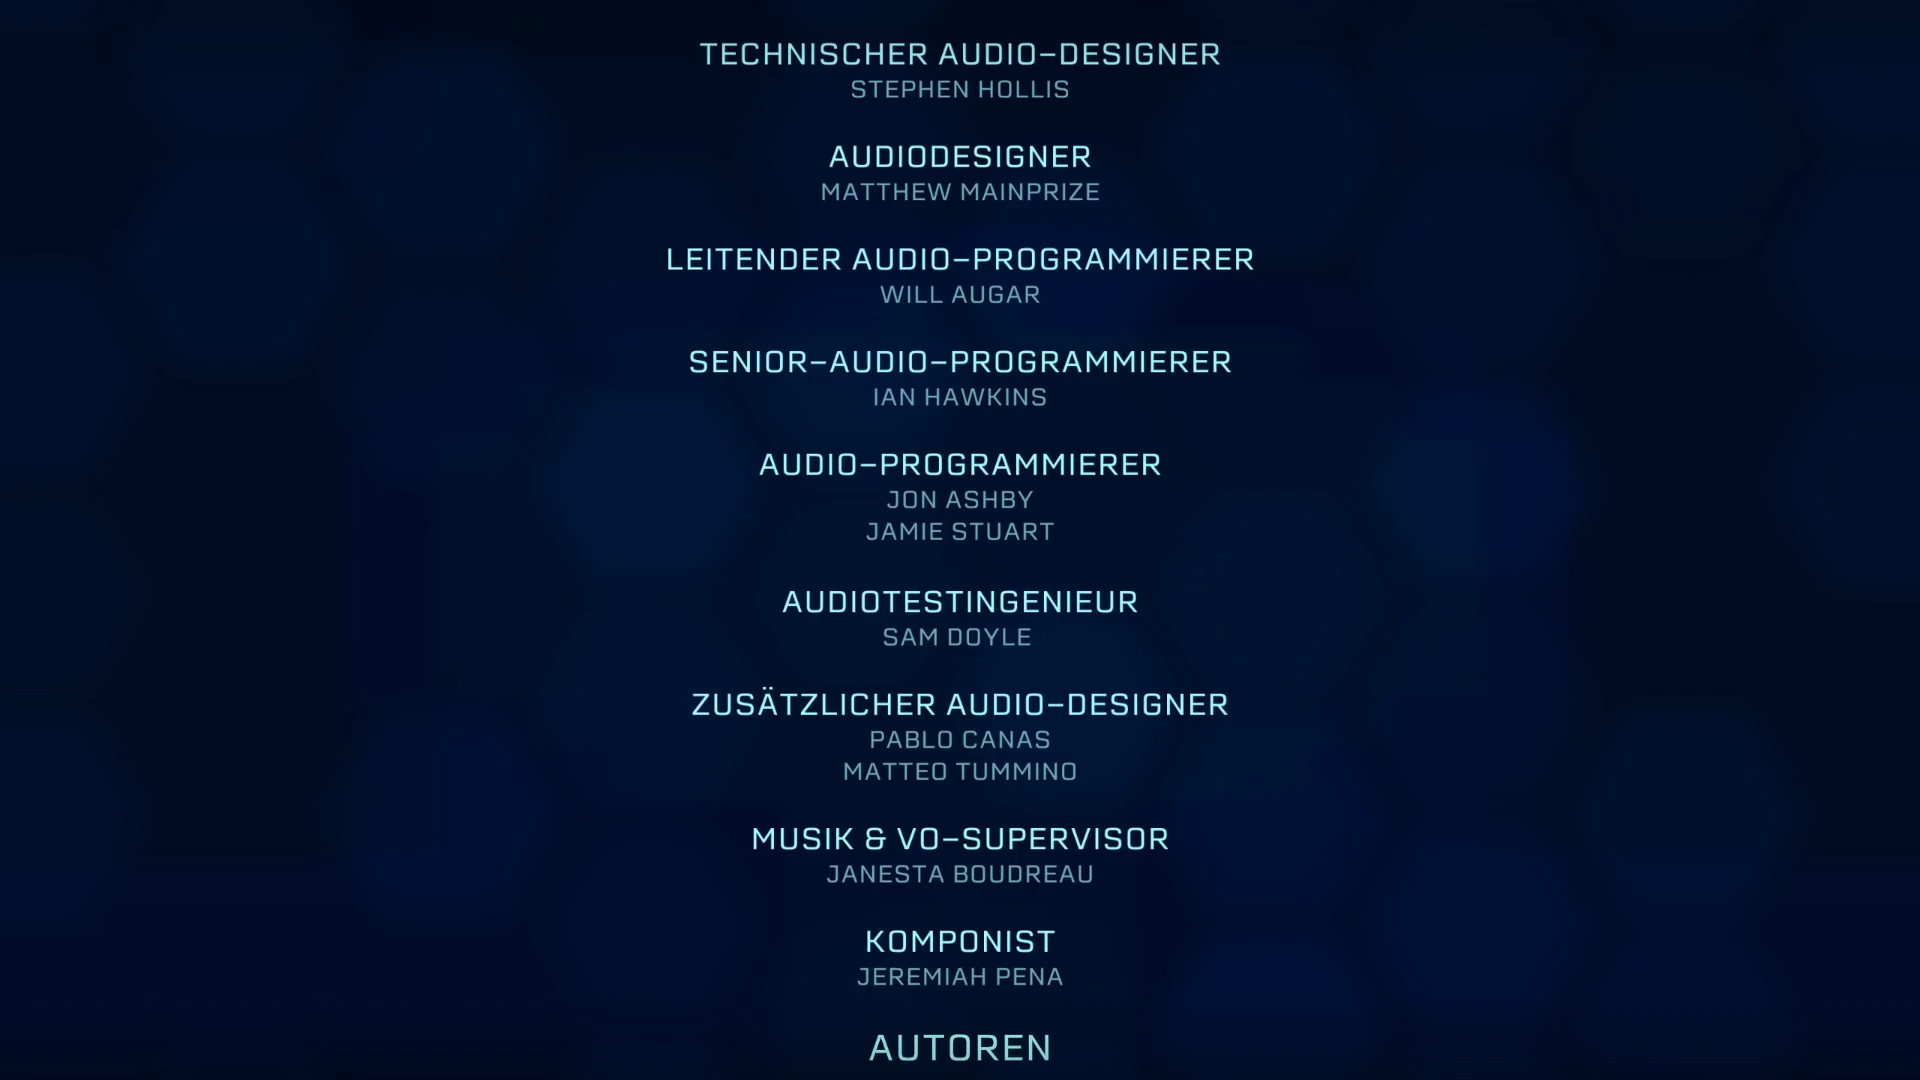 TECHNISCHER AUDIO–DESIGNER
STEPHEN HOLLIS
AUDIODESIGNER
MATTHEW MAINPRIZE
LEITENDER AUDIO–PROGRAMMIERER
WILL AUGAR
SENIOR–AUDIO–PROGRAMMIERER
IAN HAWKINS
AUDIO–PROGRAMMIERER
JON ASHBY
JAMIE STUART
AUDIOTESTINGENIEUR
SAM DOYLE
ZUSÄTZLICHER AUDIO–DESIGNER
PABLO CANAS
MATTEO TUMMINO
MUSIK & VO–SUPERVISOR
JANESTA BOUDREAU
KOMPONIST
JEREMIAH PENA
AUTOREN